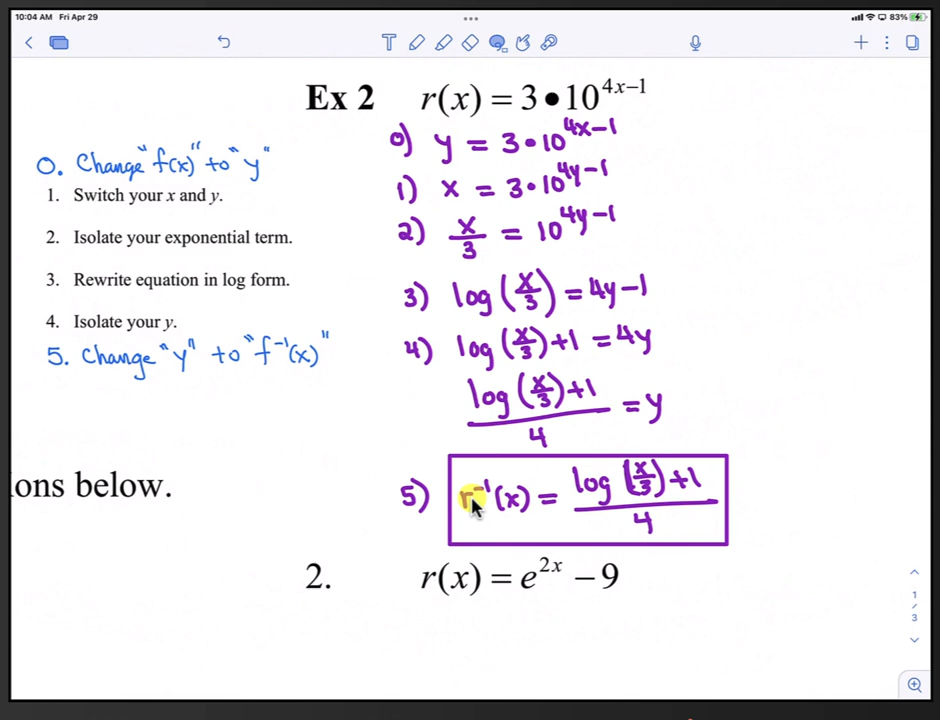 10:04 AM Fri Apr 29
83%
Ex 2 r(x) = 3•10^(4x–1)
0) y = 3·10^(4x–1)
0. Change "f(x)" to "y"
1) x = 3·10^(4y–1)
1. Switch your x and y.
2) x/3 = 10^(4y–1)
2. Isolate your exponential term.
3. Rewrite equation in log form.
3) log(x/3) = 4y–1
4. Isolate your y.
4) log(x/3)+1 = 4y
5. Change "y" to "f⁻¹(x)"
(log(x/3)+1)/4 = y
ions below.
5) r⁻¹(x) = (log(x/3)+1)/4
2. r(x) = e^(2x) – 9
1
/
3